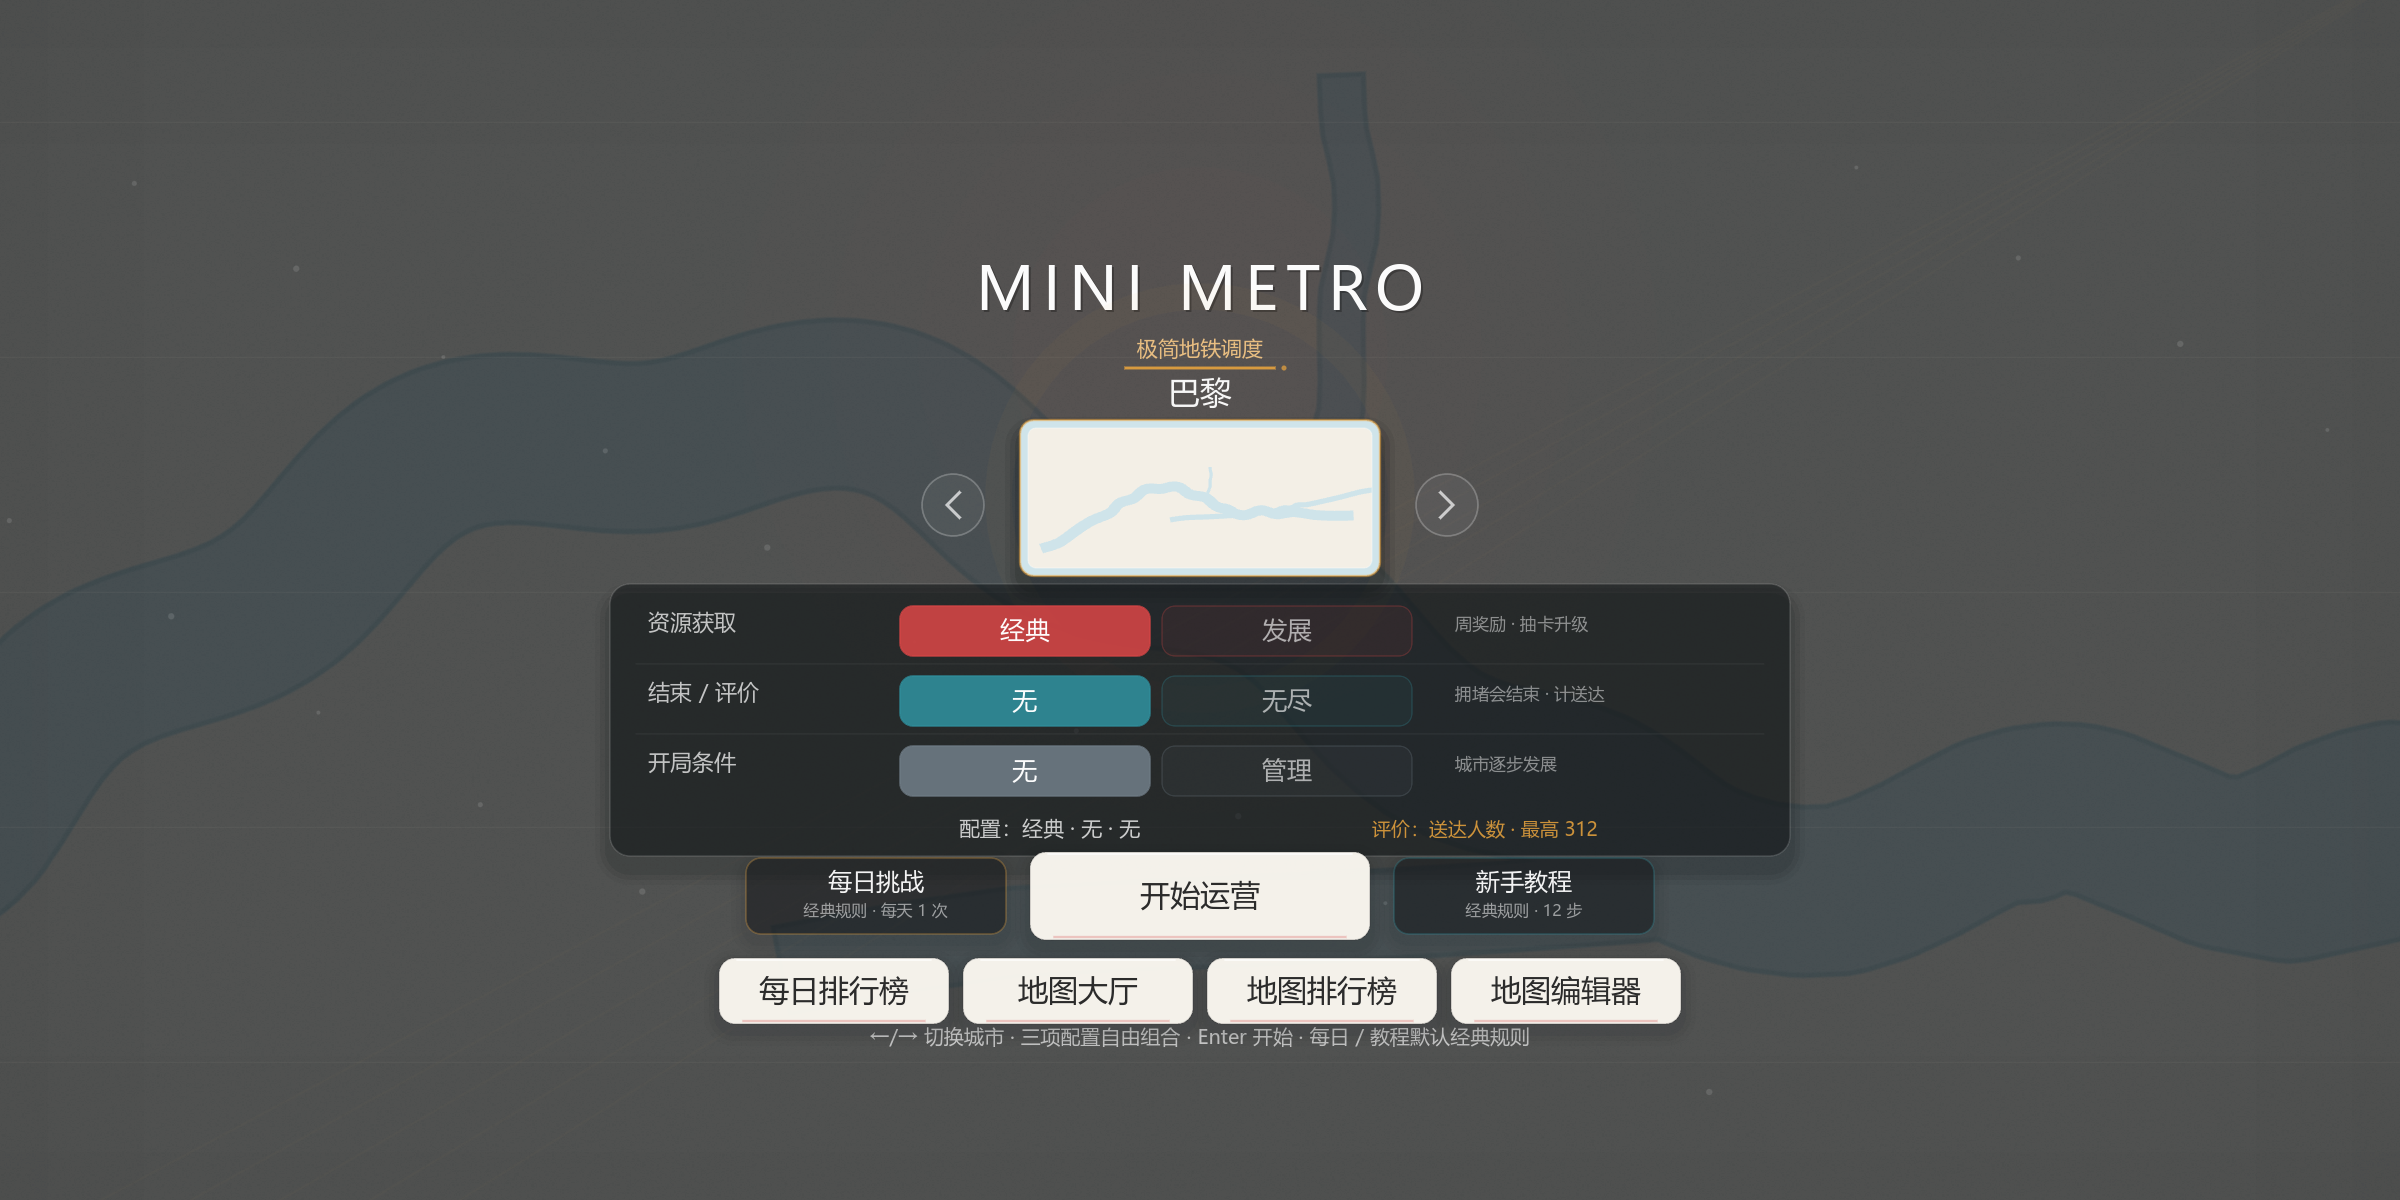 MINI METRO
极简地铁调度
巴黎
资源获取 经典 发展 周奖励 · 抽卡升级
结束 / 评价 无 无尽 拥堵会结束 · 计送达
开局条件 无 管理 城市逐步发展
配置：经典 · 无 · 无 评价：送达人数 · 最高 312
每日挑战
经典规则 · 每天 1 次
开始运营
新手教程
经典规则 · 12 步
每日排行榜 地图大厅 地图排行榜 地图编辑器
←/→ 切换城市 · 三项配置自由组合 · Enter 开始 · 每日 / 教程默认经典规则